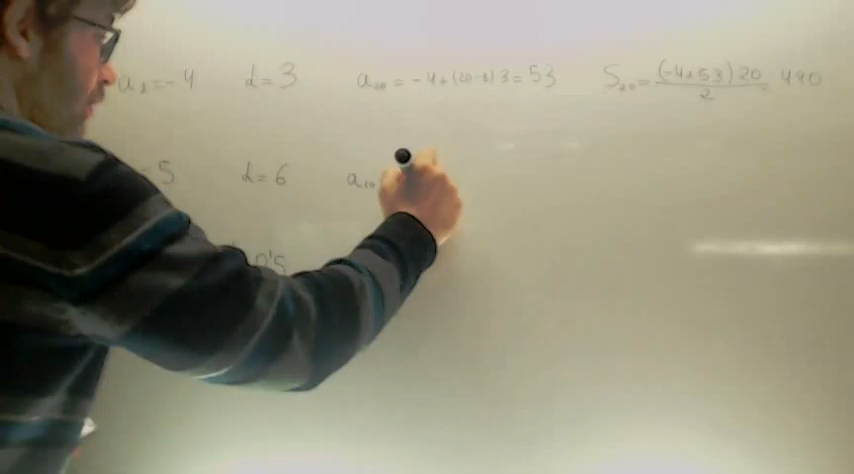 a₁=-4 d=3 a₂₀=-4+(20-1)3=53 S₂₀=(-4+53)20/2=490
-5 d=6 a₂₀
0'5